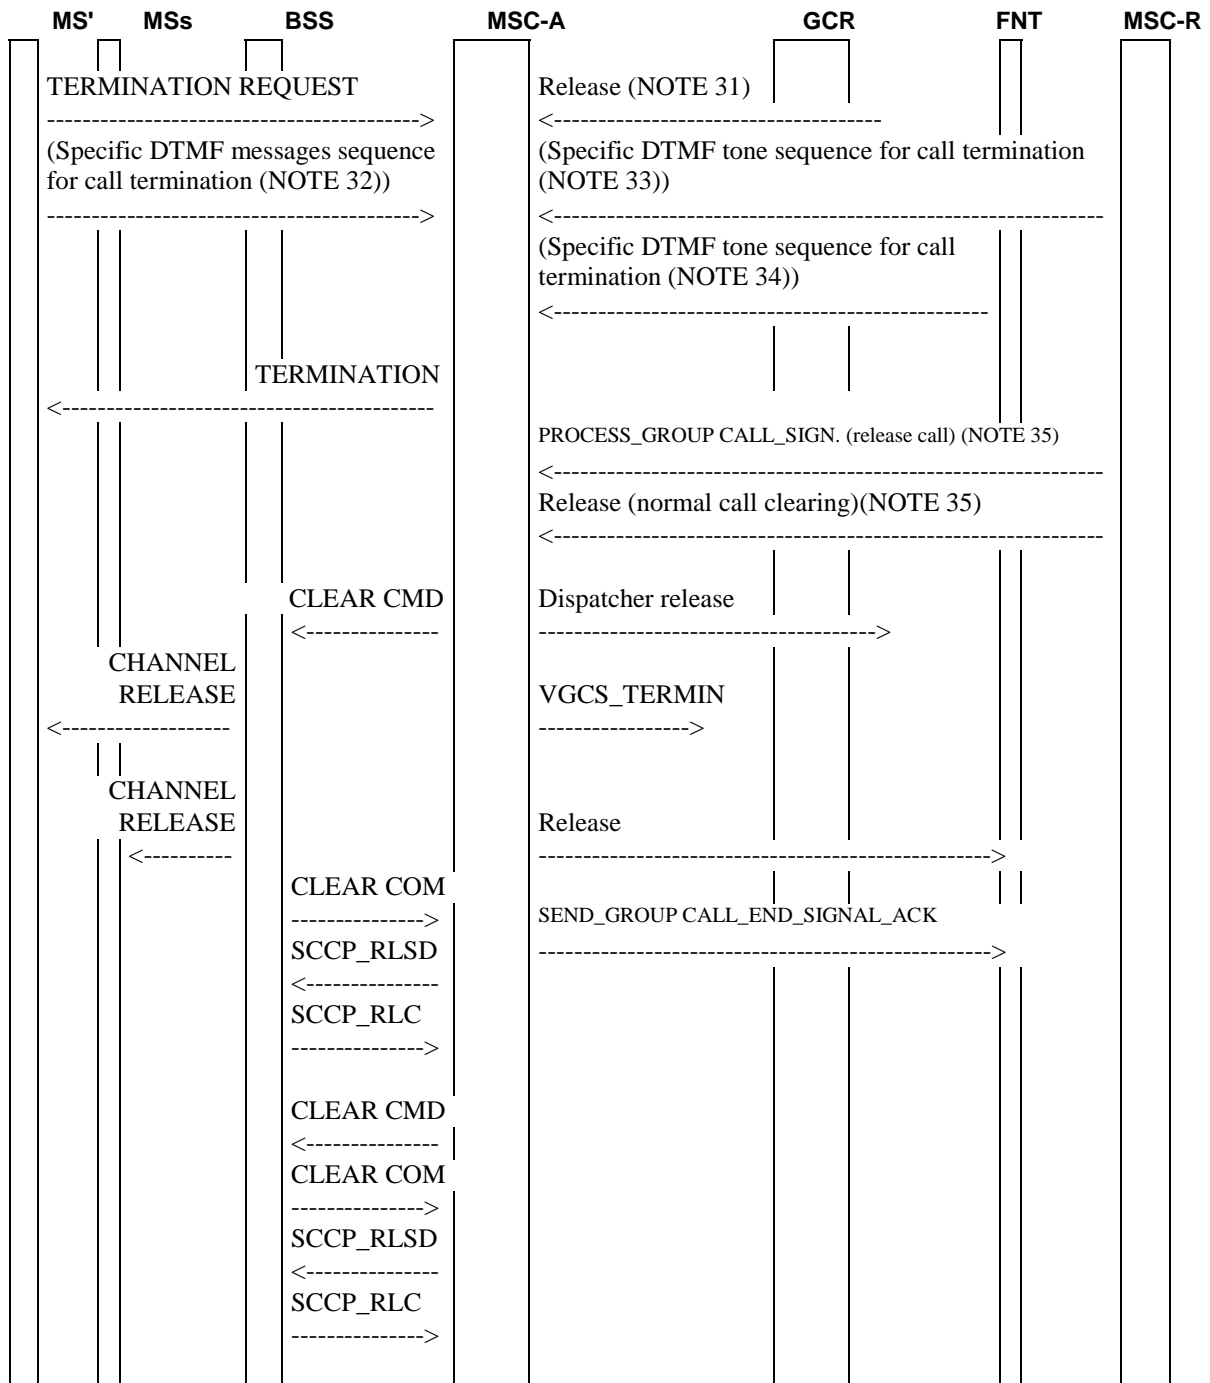 MS' MSs BSS MSC-A GCR FNT MSC-R
TERMINATION REQUEST Release (NOTE 31)
------------------------------------------> <-------------------------------------
(Specific DTMF messages sequence (Specific DTMF tone sequence for call termination
for call termination (NOTE 32)) (NOTE 33))
------------------------------------------> <--------------------------------------------------------------
(Specific DTMF tone sequence for call
termination (NOTE 34))
<-------------------------------------------------
TERMINATION
<------------------------------------------
PROCESS_GROUP CALL_SIGN. (release call) (NOTE 35)
<--------------------------------------------------------------
Release (normal call clearing)(NOTE 35)
<--------------------------------------------------------------
CLEAR CMD Dispatcher release
<--------------- -------------------------------------->
CHANNEL
RELEASE VGCS_TERMIN
<------------------- ----------------->
CHANNEL
RELEASE Release
<---------- --------------------------------------------------->
CLEAR COM
---------------> SEND_GROUP CALL_END_SIGNAL_ACK
SCCP_RLSD --------------------------------------------------->
<---------------
SCCP_RLC
--------------->
CLEAR CMD
<---------------
CLEAR COM
--------------->
SCCP_RLSD
<---------------
SCCP_RLC
--------------->